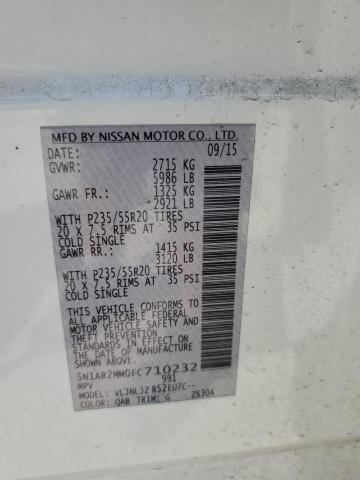 MFD BY NISSAN MOTOR CO., LTD.
DATE: 09/15
GVWR: 2715 KG
5986 LB
GAWR FR.: 1325 KG
2921 LB
WITH P235/55R20 TIRES
20 X 7.5 RIMS AT 35 PSI
COLD SINGLE
GAWR RR.: 1415 KG
3120 LB
WITH P235/55R20 TIRES
20 X 7.5 RIMS AT 35 PSI
COLD SINGLE
THIS VEHICLE CONFORMS TO
ALL APPLICABLE FEDERAL
MOTOR VEHICLE SAFETY AND
THEFT PREVENTION
STANDARDS IN EFFECT ON
THE DATE OF MANUFACTURE
SHOWN ABOVE.
5N1AR2MM0FC710232
MPV 991
MODEL: VLJNLJZ R52EU7C--
COLOR: QAB TRIM: G ZS30A